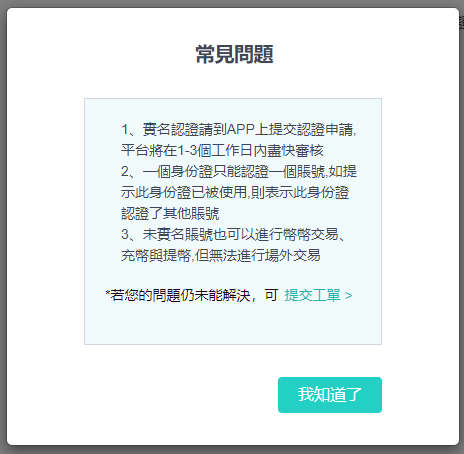 常見問題
1、實名認證請到APP上提交認證申請,
平台將在1-3個工作日內盡快審核
2、一個身份證只能認證一個賬號,如提
示此身份證已被使用,則表示此身份證
認證了其他賬號
3、未實名賬號也可以進行幣幣交易、
充幣與提幣,但無法進行場外交易
*若您的問題仍未能解決，可 提交工單 >
我知道了